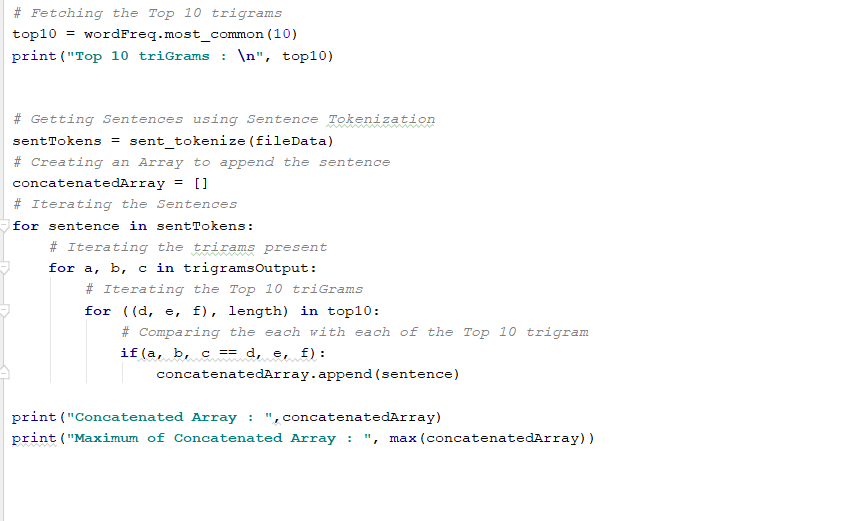 # Fetching the Top 10 trigrams
top10 = wordFreq.most_common(10)
print("Top 10 triGrams : \n", top10)
# Getting Sentences using Sentence Tokenization
sentTokens = sent_tokenize(fileData)
# Creating an Array to append the sentence
concatenatedArray = []
# Iterating the Sentences
for sentence in sentTokens:
    # Iterating the trirams present
    for a, b, c in trigramsOutput:
        # Iterating the Top 10 triGrams
        for ((d, e, f), length) in top10:
            # Comparing the each with each of the Top 10 trigram
            if(a, b, c == d, e, f):
                concatenatedArray.append(sentence)
print("Concatenated Array : ",concatenatedArray)
print("Maximum of Concatenated Array : ", max(concatenatedArray))